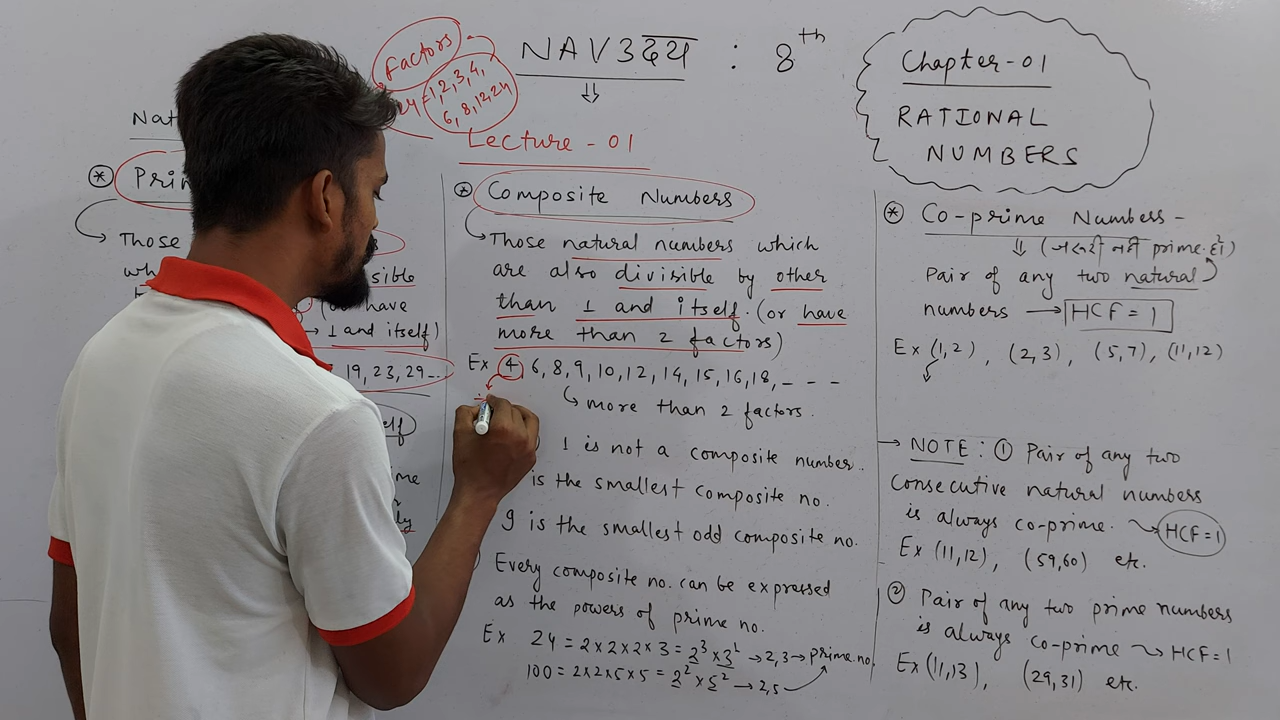 NAV3दय : 8th
Chapter-01
RATIONAL
NUMBERS
Lecture - 01
Factors
24 = 1,2,3,4,
6,8,12,24
Those
sible
(or have
→ 1 and itself)
19, 23, 29 --
elf
me
* Composite Numbers
Those natural numbers which
are also divisible by other
than 1 and itself. (or have
more than 2 factors)
Ex 4, 6, 8, 9, 10, 12, 14, 15, 16, 18, - - -
more than 2 factors.
1 is not a composite number.
is the smallest composite no.
9 is the smallest odd composite no.
Every composite no. can be expressed
as the powers of prime no.
Ex 24 = 2×2×2×3 = 2³×3¹ → 2,3 → prime no.
100 = 2×2×5×5 = 2²×5² → 2,5
* Co-prime Numbers -
⇓ (जरूरी नहीं prime हो)
Pair of any two natural
numbers → HCF = 1
Ex (1,2), (2,3), (5,7), (11,12)
→ NOTE : ① Pair of any two
consecutive natural numbers
is always co-prime. → HCF=1
Ex (11,12), (59,60) etc.
② Pair of any two prime numbers
is always co-prime → HCF=1
Ex (11,13), (29,31) etc.